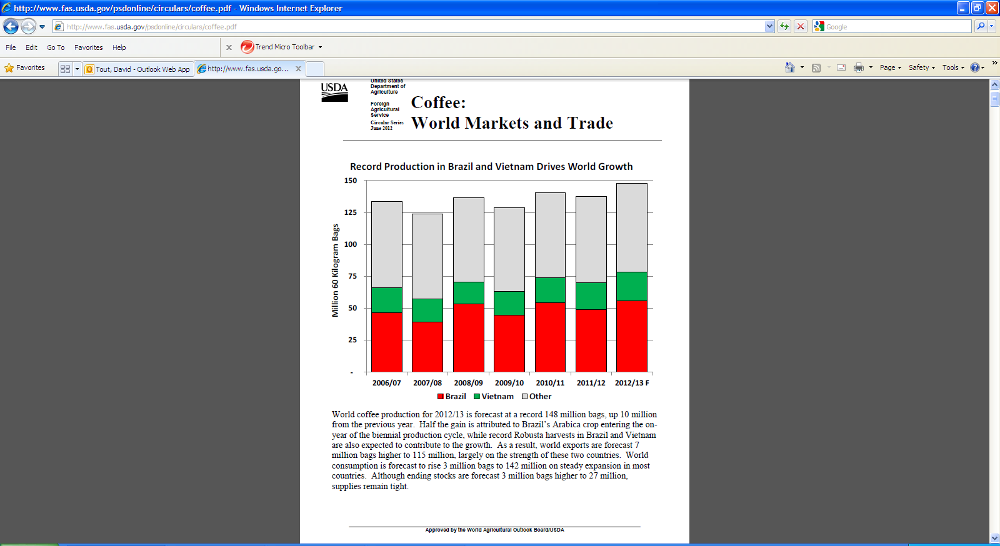 http://www.fas.usda.gov/psdonline/circulars/coffee.pdf - Windows Internet Explorer
http://www.fas.usda.gov/psdonline/circulars/coffee.pdf
Google
File Edit Go To Favorites Help
x Trend Micro Toolbar
Favorites
Tout, David - Outlook Web App
http://www.fas.usda.go...
Page Safety Tools
USDA
United States
Department of
Agriculture
Foreign
Agricultural
Service
Circular Series
June 2012
Coffee:
World Markets and Trade
Record Production in Brazil and Vietnam Drives World Growth
Million 60 Kilogram Bags
150
125
100
75
50
25
-
2006/07 2007/08 2008/09 2009/10 2010/11 2011/12 2012/13 F
Brazil Vietnam Other
World coffee production for 2012/13 is forecast at a record 148 million bags, up 10 million
from the previous year.  Half the gain is attributed to Brazil’s Arabica crop entering the on-
year of the biennial production cycle, while record Robusta harvests in Brazil and Vietnam
are also expected to contribute to the growth.  As a result, world exports are forecast 7
million bags higher to 115 million, largely on the strength of these two countries.  World
consumption is forecast to rise 3 million bags to 142 million on steady expansion in most
countries.  Although ending stocks are forecast 3 million bags higher to 27 million,
supplies remain tight.
Approved by the World Agricultural Outlook Board/USDA